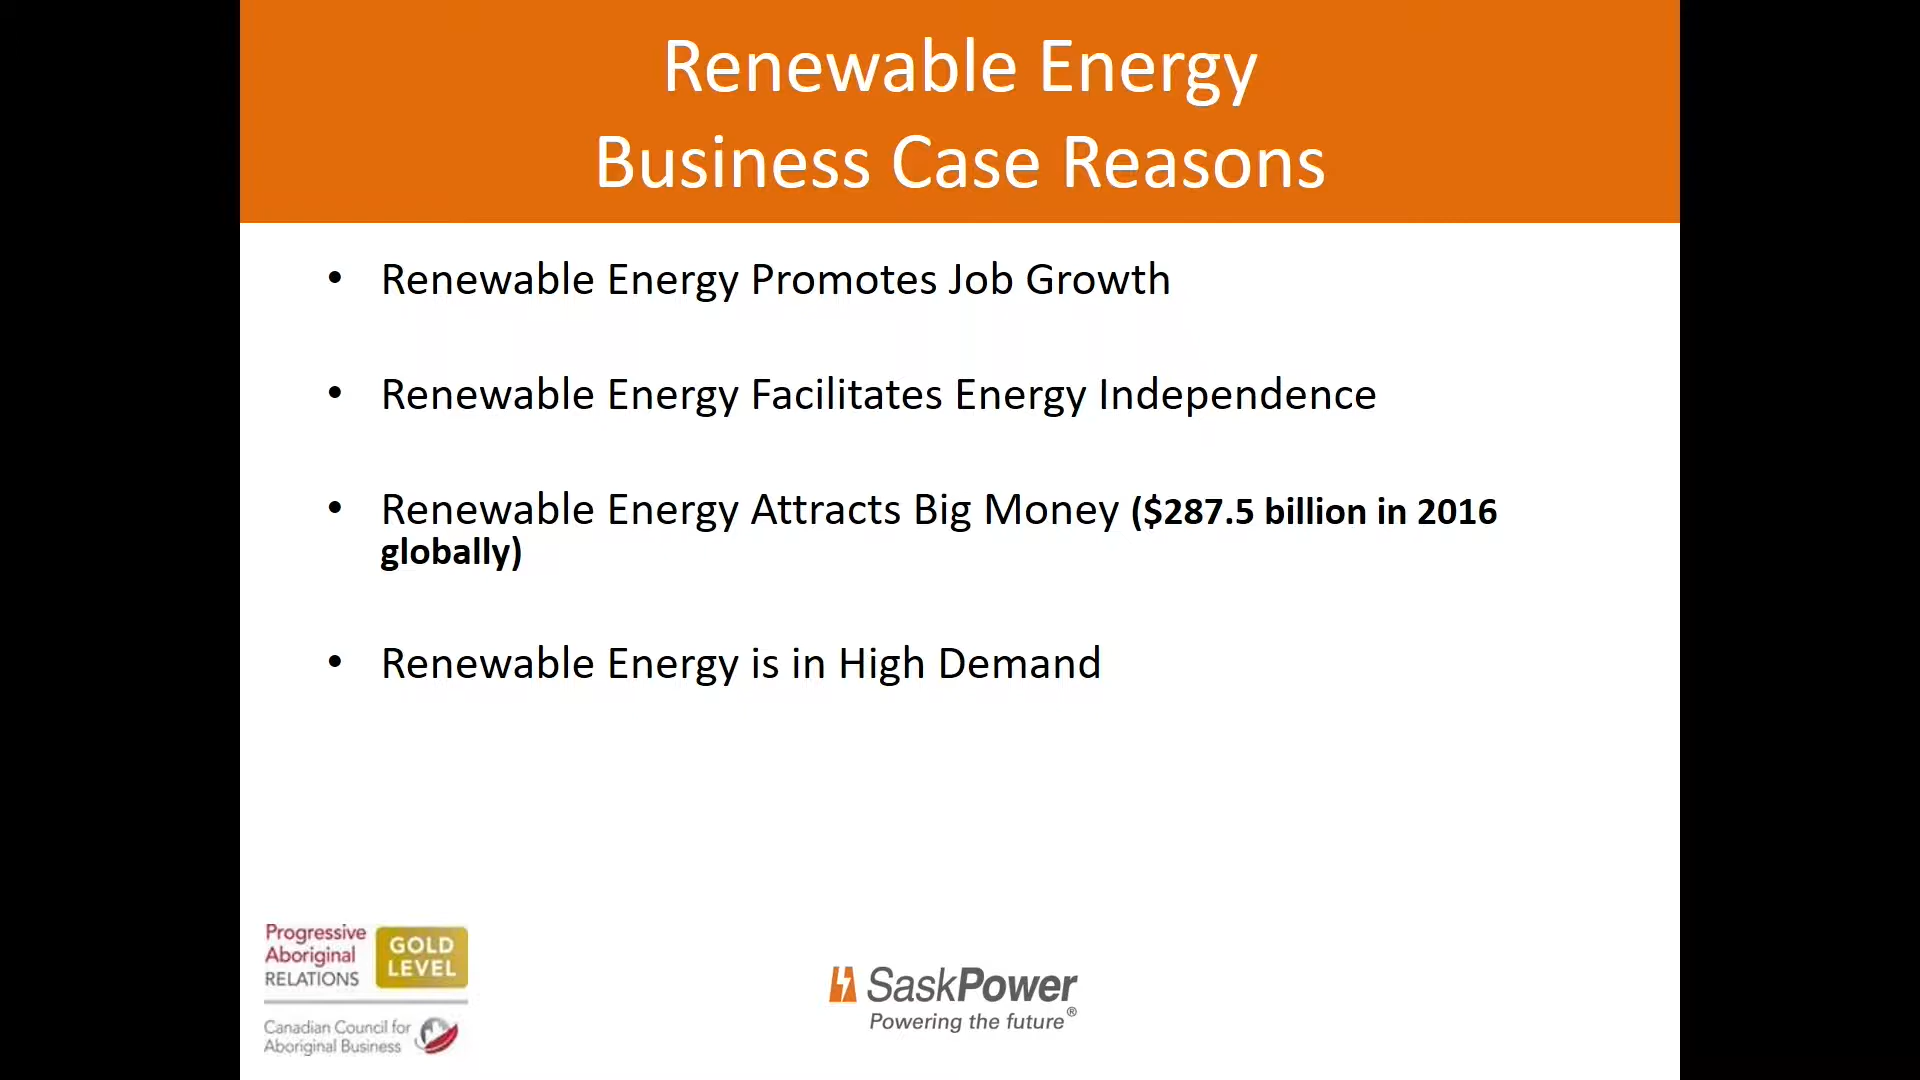 Renewable Energy
Business Case Reasons
• Renewable Energy Promotes Job Growth
• Renewable Energy Facilitates Energy Independence
• Renewable Energy Attracts Big Money ($287.5 billion in 2016
globally)
• Renewable Energy is in High Demand
Progressive
Aboriginal
RELATIONS
GOLD
LEVEL
Canadian Council for
Aboriginal Business
SaskPower
Powering the future®